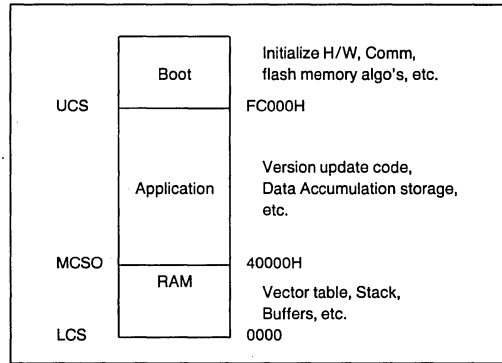 Boot
Initialize H/W, Comm,
flash memory algo's, etc.
UCS
FC000H
Application
Version update code,
Data Accumulation storage,
etc.
MCSO
40000H
RAM
Vector table, Stack,
Buffers, etc.
LCS
0000